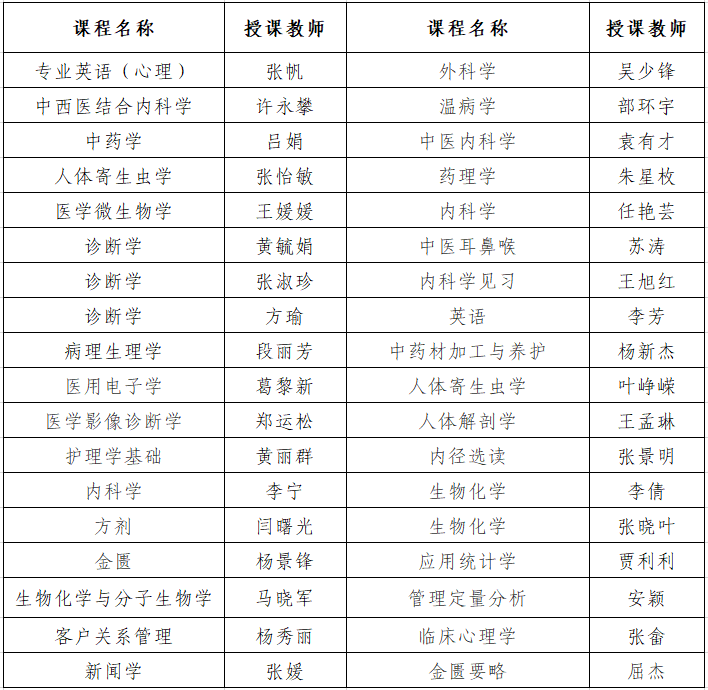 课程名称 授课教师 课程名称 授课教师
专业英语（心理） 张帆 外科学 吴少锋
中西医结合内科学 许永攀 温病学 郜环宇
中药学 吕娟 中医内科学 袁有才
人体寄生虫学 张怡敏 药理学 朱星枚
医学微生物学 王媛媛 内科学 任艳芸
诊断学 黄毓娟 中医耳鼻喉 苏涛
诊断学 张淑珍 内科学见习 王旭红
诊断学 方瑜 英语 李芳
病理生理学 段丽芳 中药材加工与养护 杨新杰
医用电子学 葛黎新 人体寄生虫学 叶峥嵘
医学影像诊断学 郑运松 人体解剖学 王孟琳
护理学基础 黄丽群 内径选读 张景明
内科学 李宁 生物化学 李倩
方剂 闫曙光 生物化学 张晓叶
金匮 杨景锋 应用统计学 贾利利
生物化学与分子生物学 马晓军 管理定量分析 安颖
客户关系管理 杨秀丽 临床心理学 张畲
新闻学 张媛 金匮要略 屈杰